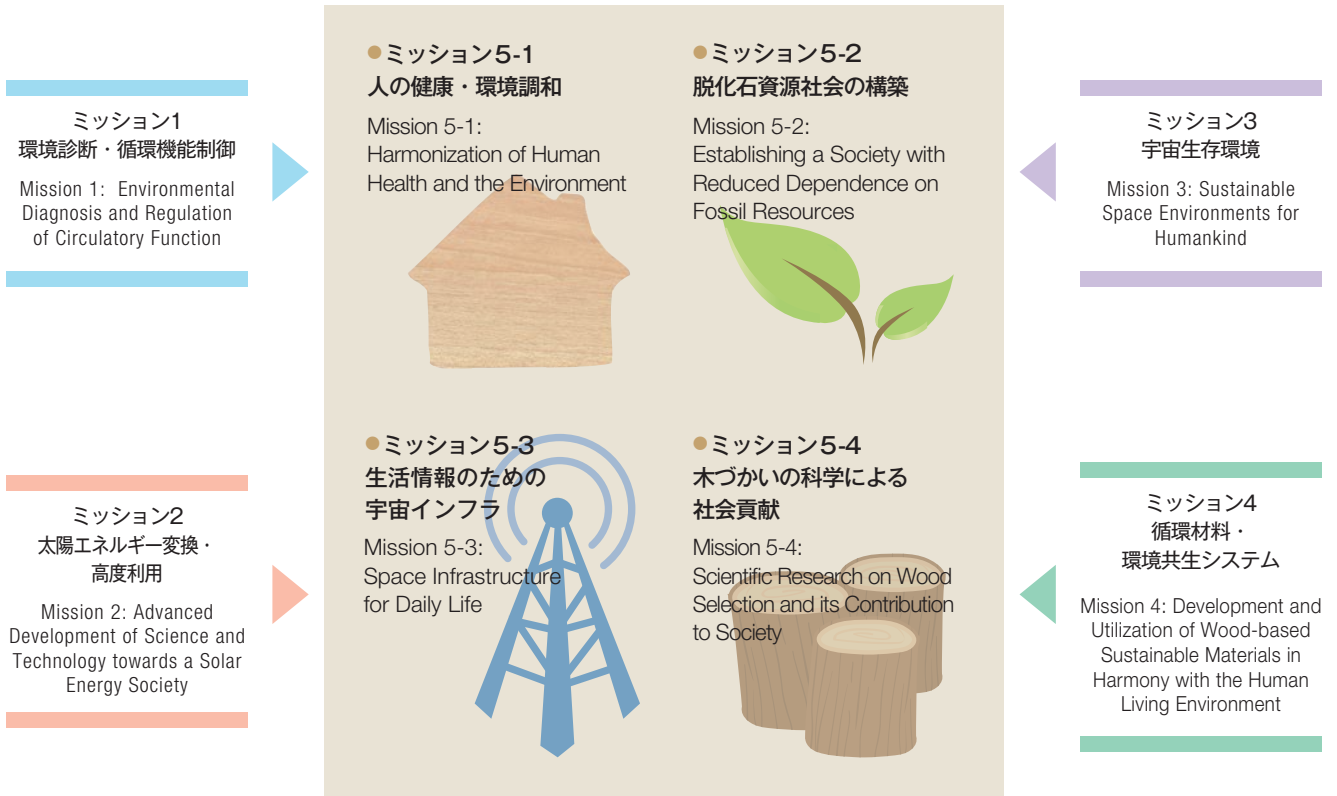 ミッション1
環境診断・循環機能制御
Mission 1: Environmental
Diagnosis and Regulation
of Circulatory Function
ミッション2
太陽エネルギー変換・
高度利用
Mission 2: Advanced
Development of Science and
Technology towards a Solar
Energy Society
●ミッション5-1
人の健康・環境調和
Mission 5-1:
Harmonization of Human
Health and the Environment
●ミッション5-2
脱化石資源社会の構築
Mission 5-2:
Establishing a Society with
Reduced Dependence on
Fossil Resources
●ミッション5-3
生活情報のための
宇宙インフラ
Mission 5-3:
Space Infrastructure
for Daily Life
●ミッション5-4
木づかいの科学による
社会貢献
Mission 5-4:
Scientific Research on Wood
Selection and its Contribution
to Society
ミッション3
宇宙生存環境
Mission 3: Sustainable
Space Environments for
Humankind
ミッション4
循環材料・
環境共生システム
Mission 4: Development and
Utilization of Wood-based
Sustainable Materials in
Harmony with the Human
Living Environment